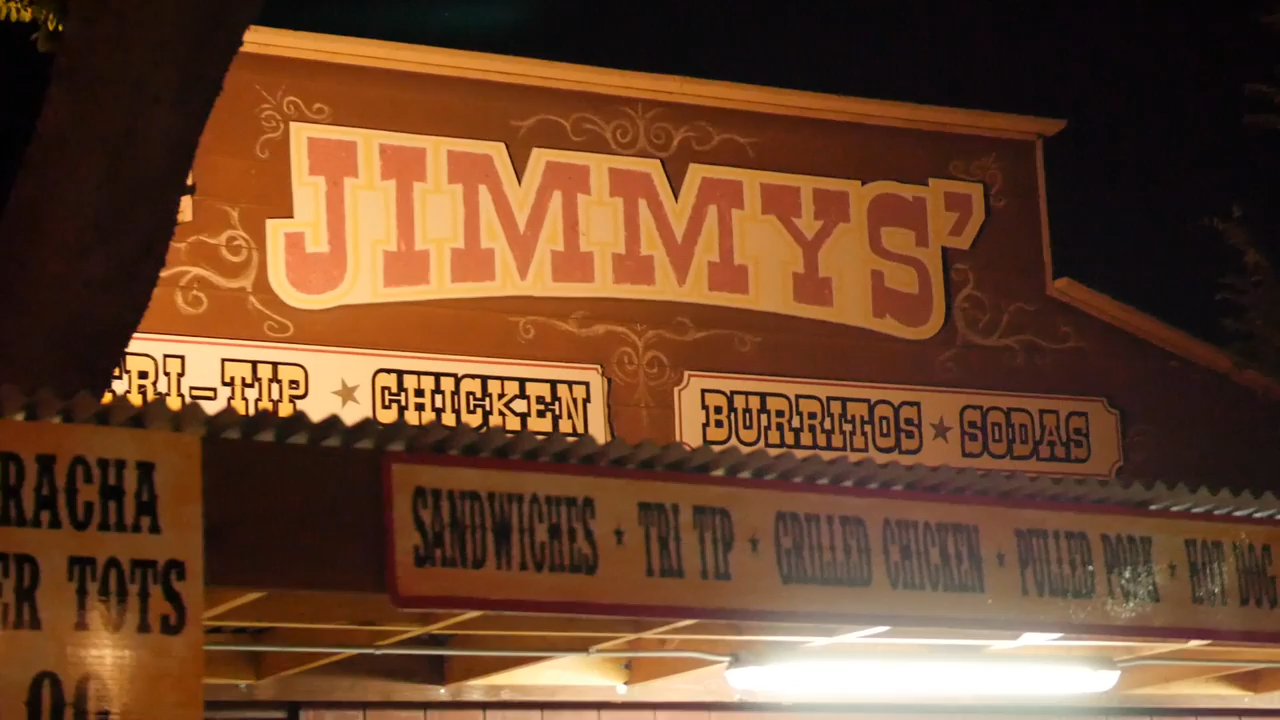 JIMMYS'
TRI-TIP ★ CHICKEN
BURRITOS ★ SODAS
SANDWICHES ★ TRI TIP ★ GRILLED CHICKEN ★ PULLED PORK ★ HOT DOG
RACHA
ER TOTS